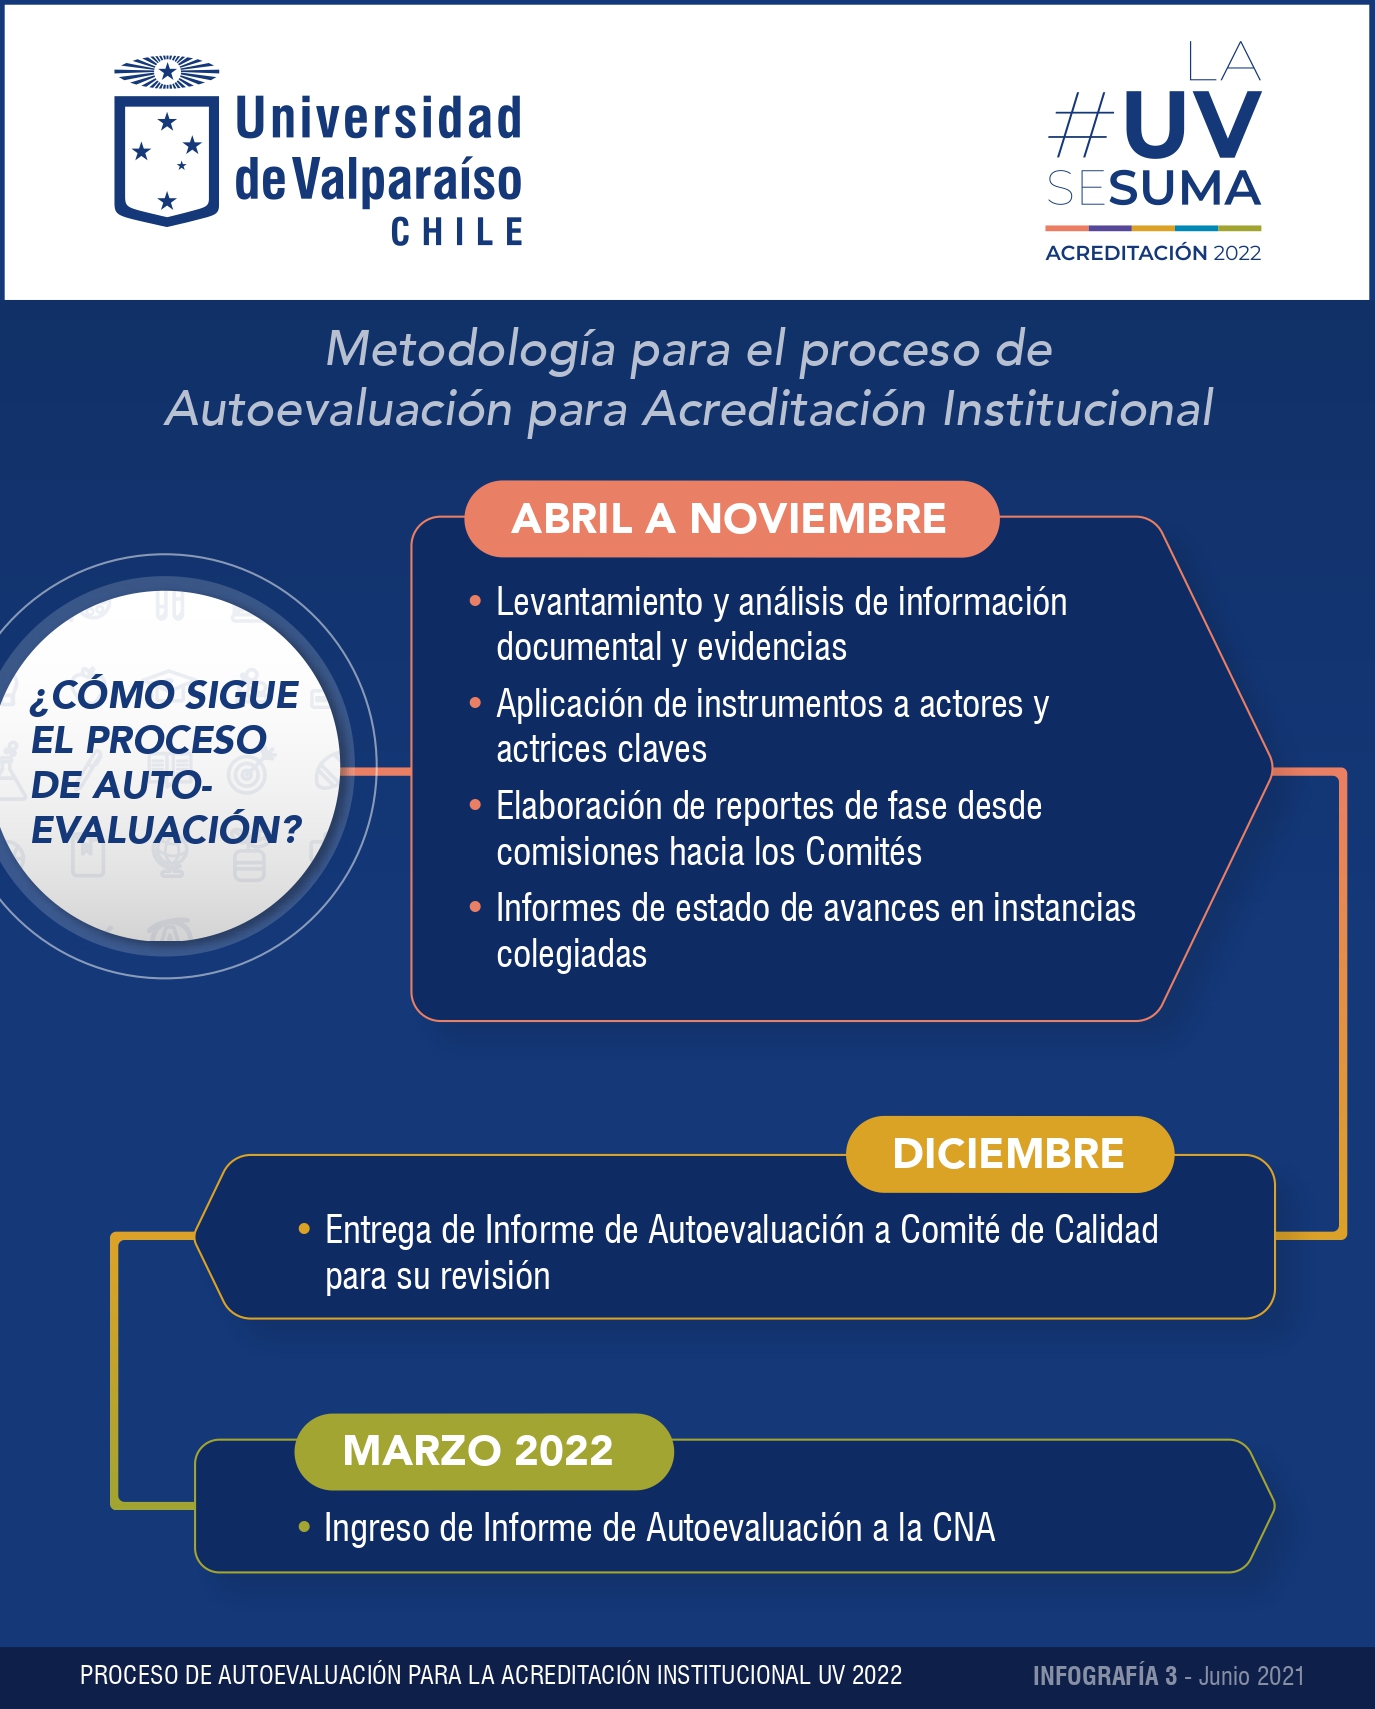 Universidad
de Valparaíso
CHILE
LA
#UV
SESUMA
ACREDITACIÓN 2022
Metodología para el proceso de
Autoevaluación para Acreditación Institucional
¿CÓMO SIGUE
EL PROCESO
DE AUTO-
EVALUACIÓN?
ABRIL A NOVIEMBRE
• Levantamiento y análisis de información
documental y evidencias
• Aplicación de instrumentos a actores y
actrices claves
• Elaboración de reportes de fase desde
comisiones hacia los Comités
• Informes de estado de avances en instancias
colegiadas
DICIEMBRE
• Entrega de Informe de Autoevaluación a Comité de Calidad
para su revisión
MARZO 2022
• Ingreso de Informe de Autoevaluación a la CNA
PROCESO DE AUTOEVALUACIÓN PARA LA ACREDITACIÓN INSTITUCIONAL UV 2022
INFOGRAFÍA 3 - Junio 2021